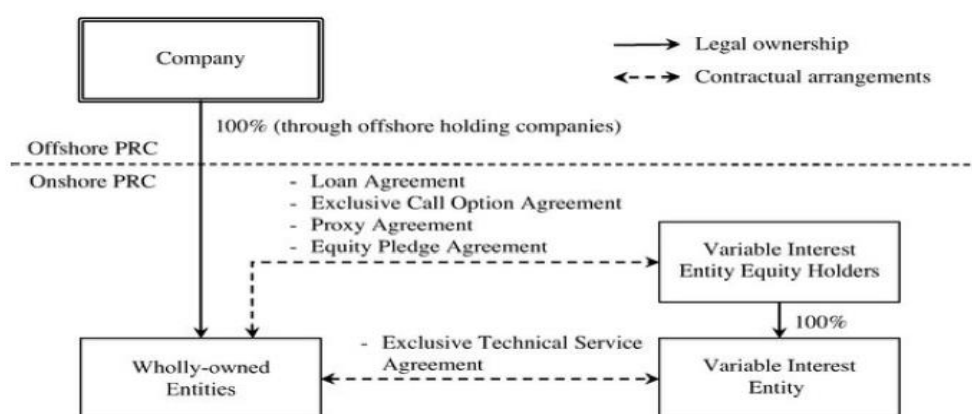 Company
Legal ownership
Contractual arrangements
100% (through offshore holding companies)
Offshore PRC
Onshore PRC
- Loan Agreement
- Exclusive Call Option Agreement
- Proxy Agreement
- Equity Pledge Agreement
Variable Interest
Entity Equity Holders
100%
- Exclusive Technical Service
Agreement
Wholly-owned
Entities
Variable Interest
Entity